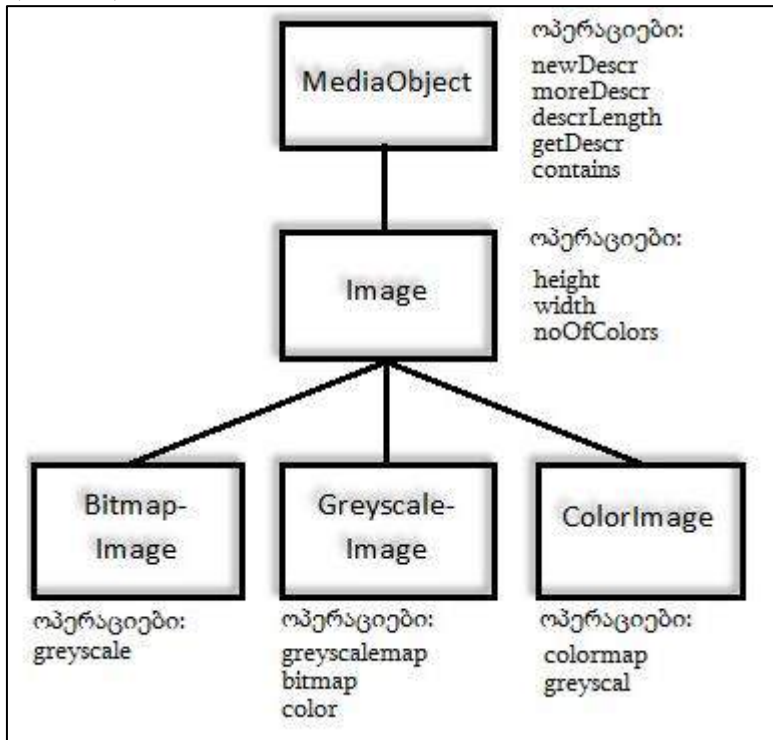 MediaObject
ოპერაციები:
newDescr
moreDescr
descrLength
getDescr
contains
Image
ოპერაციები:
height
width
noOfColors
Bitmap-
Image
ოპერაციები:
greyscale
Greyscale-
Image
ოპერაციები:
greyscalemap
bitmap
color
ColorImage
ოპერაციები:
colormap
greyscal